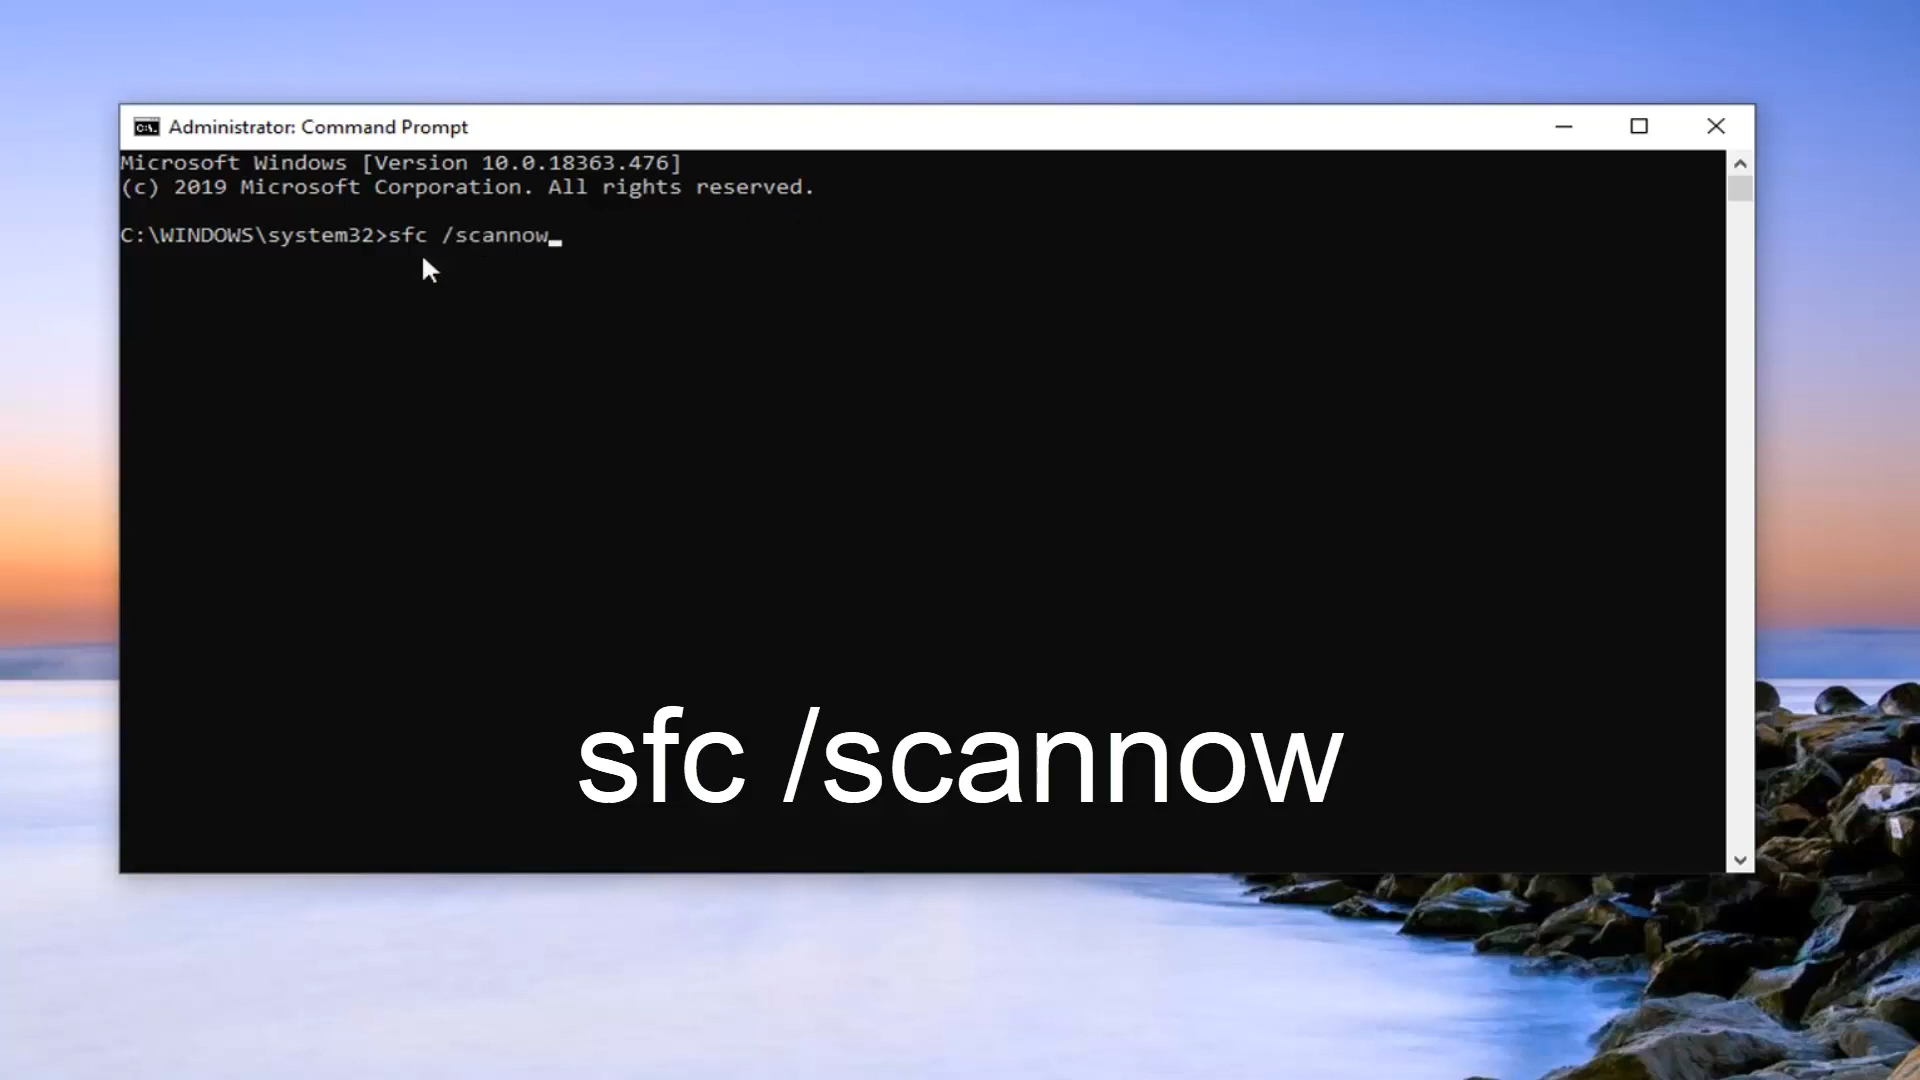 Administrator: Command Prompt
Microsoft Windows [Version 10.0.18363.476]
(c) 2019 Microsoft Corporation. All rights reserved.
C:\WINDOWS\system32>sfc /scannow
sfc /scannow